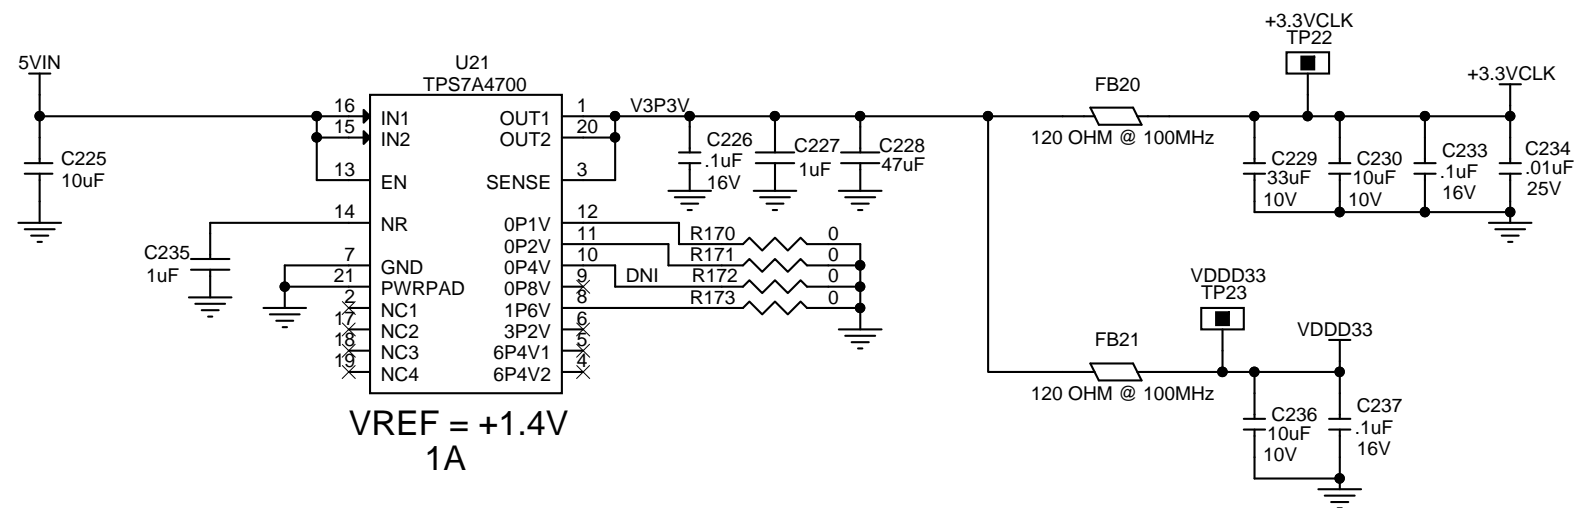 +3.3VCLK
TP22
5VIN
U21
TPS7A4700
FB20
+3.3VCLK
16 IN1 OUT1 1 V3P3V
15 IN2 OUT2 20
120 OHM @ 100MHz
C225
10uF
13 EN SENSE 3
C226
.1uF
16V
C227
1uF
C228
47uF
C229
33uF
10V
C230
10uF
10V
C233
.1uF
16V
C234
.01uF
25V
14 NR 0P1V 12
R170 0
0P2V 11
R171 0
C235
1uF
7 GND 0P4V 10
DNI R172 0
21 PWRPAD 0P8V 9
2 NC1 1P6V 8
R173 0
17 NC2 3P2V 6
18 NC3 6P4V1 5
19 NC4 6P4V2 4
VREF = +1.4V
1A
VDDD33
TP23
FB21
VDDD33
120 OHM @ 100MHz
C236
10uF
10V
C237
.1uF
16V